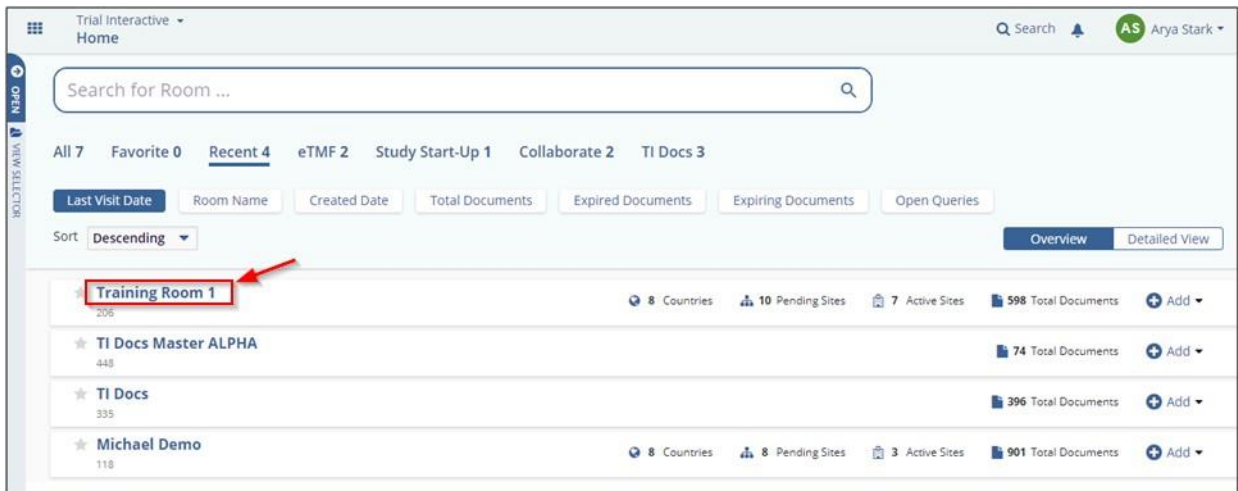 Trial Interactive
Home
Search
AS Arya Stark
OPEN
VIEW SELECTOR
Search for Room ...
All 7 Favorite 0 Recent 4 eTMF 2 Study Start-Up 1 Collaborate 2 TI Docs 3
Last Visit Date Room Name Created Date Total Documents Expired Documents Expiring Documents Open Queries
Sort Descending Overview Detailed View
Training Room 1
206
8 Countries 10 Pending Sites 7 Active Sites 598 Total Documents Add
TI Docs Master ALPHA
448
74 Total Documents Add
TI Docs
335
396 Total Documents Add
Michael Demo
118
8 Countries 8 Pending Sites 3 Active Sites 901 Total Documents Add